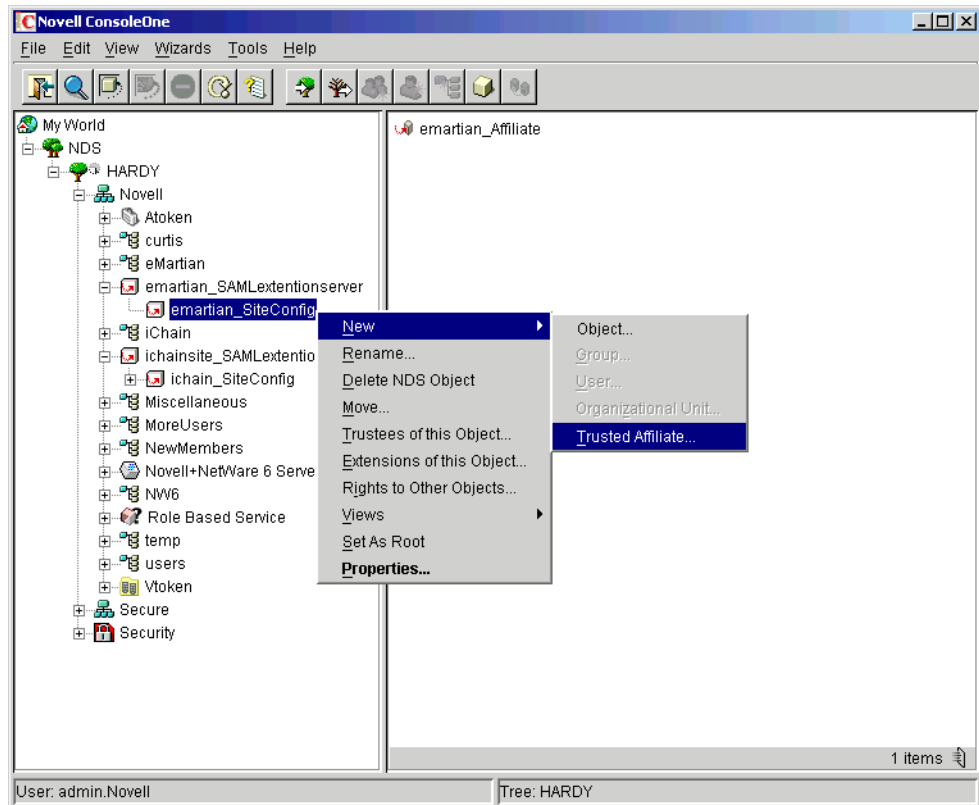 Novell ConsoleOne
File Edit View Wizards Tools Help
My World
NDS
HARDY
Novell
Atoken
curtis
eMartian
emartian_SAMLextentionserver
emartian_SiteConfig
iChain
ichainsite_SAMLextentio
ichain_SiteConfig
Miscellaneous
MoreUsers
NewMembers
Novell+NetWare 6 Serve
NW6
Role Based Service
temp
users
Vtoken
Secure
Security
emartian_Affiliate
New
Rename...
Delete NDS Object
Move...
Trustees of this Object...
Extensions of this Object...
Rights to Other Objects...
Views
Set As Root
Properties...
Object...
Group...
User...
Organizational Unit...
Trusted Affiliate...
1 items
User: admin.Novell
Tree: HARDY